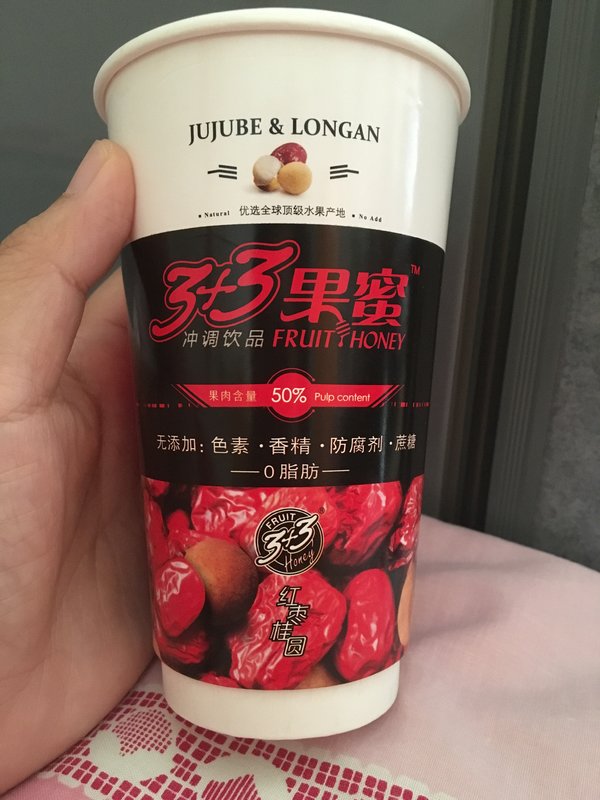 JUJUBE & LONGAN
Natural 优选全球顶级水果产地 No Add
3+3果蜜™
冲调饮品 FRUIT HONEY
果肉含量 50% Pulp content
无添加：色素·香精·防腐剂·蔗糖
0脂肪
FRUIT
3+3®
Honey
红枣桂圆